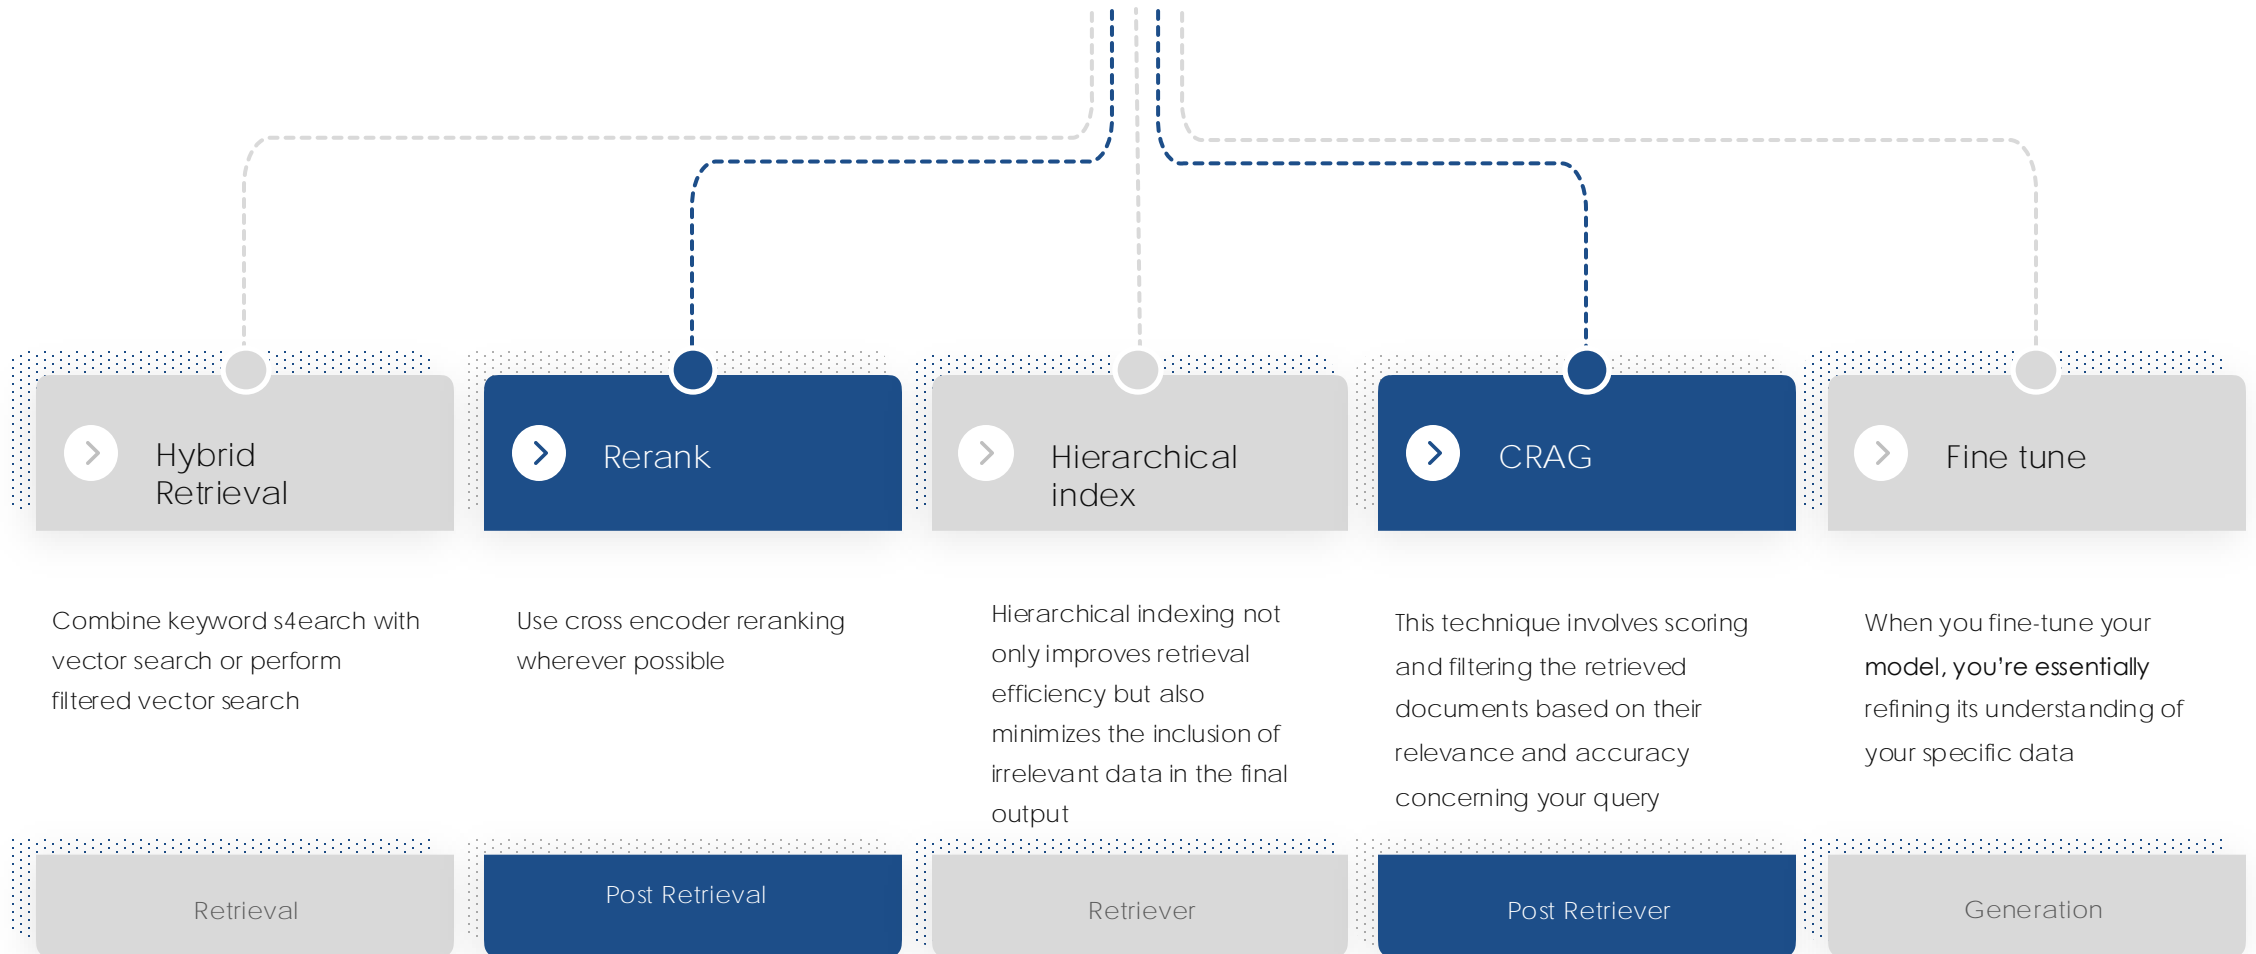 Hybrid
Retrieval
Combine keyword s4earch with
vector search or perform
filtered vector search
Retrieval
Rerank
Use cross encoder reranking
wherever possible
Post Retrieval
Hierarchical
index
Hierarchical indexing not
only improves retrieval
efficiency but also
minimizes the inclusion of
irrelevant data in the final
output
Retriever
CRAG
This technique involves scoring
and filtering the retrieved
documents based on their
relevance and accuracy
concerning your query
Post Retriever
Fine tune
When you fine-tune your
model, you’re essentially
refining its understanding of
your specific data
Generation